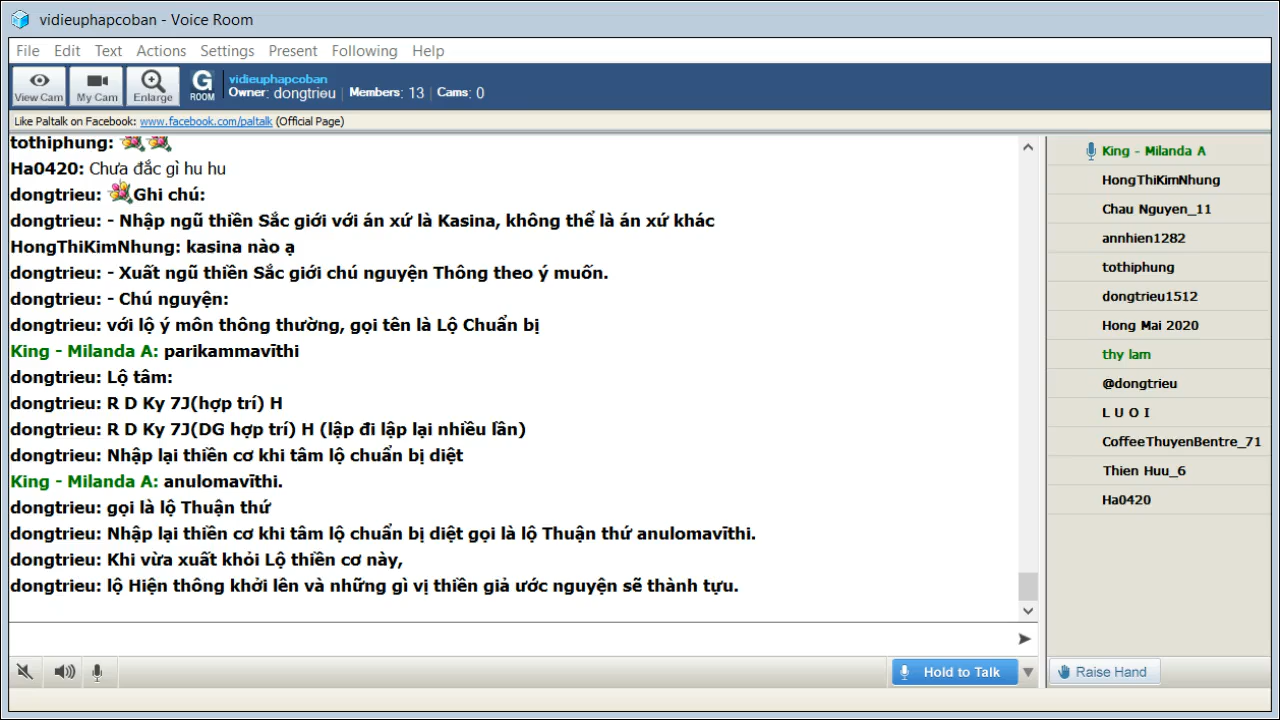 vidieuphapcoban - Voice Room
File Edit Text Actions Settings Present Following Help
View Cam My Cam Enlarge G ROOM
vidieuphapcoban
Owner: dongtrieu | Members: 13 | Cams: 0
Like Paltalk on Facebook: www.facebook.com/paltalk (Official Page)
tothiphung:
Ha0420: Chưa đắc gì hu hu
dongtrieu: Ghi chú:
dongtrieu: - Nhập ngũ thiền Sắc giới với án xứ là Kasina, không thể là án xứ khác
HongThiKimNhung: kasina nào ạ
dongtrieu: - Xuất ngũ thiền Sắc giới chú nguyện Thông theo ý muốn.
dongtrieu: - Chú nguyện:
dongtrieu: với lộ ý môn thông thường, gọi tên là Lộ Chuẩn bị
King - Milanda A: parikammavīthi
dongtrieu: Lộ tâm:
dongtrieu: R D Ky 7J(hợp trí) H
dongtrieu: R D Ky 7J(DG hợp trí) H (lập đi lập lại nhiều lần)
dongtrieu: Nhập lại thiền cơ khi tâm lộ chuẩn bị diệt
King - Milanda A: anulomavīthi.
dongtrieu: gọi là lộ Thuận thứ
dongtrieu: Nhập lại thiền cơ khi tâm lộ chuẩn bị diệt gọi là lộ Thuận thứ anulomavīthi.
dongtrieu: Khi vừa xuất khỏi Lộ thiền cơ này,
dongtrieu: lộ Hiện thông khởi lên và những gì vị thiền giả ước nguyện sẽ thành tựu.
King - Milanda A
HongThiKimNhung
Chau Nguyen_11
annhien1282
tothiphung
dongtrieu1512
Hong Mai 2020
thy lam
@dongtrieu
L U O I
CoffeeThuyenBentre_71
Thien Huu_6
Ha0420
Hold to Talk
Raise Hand